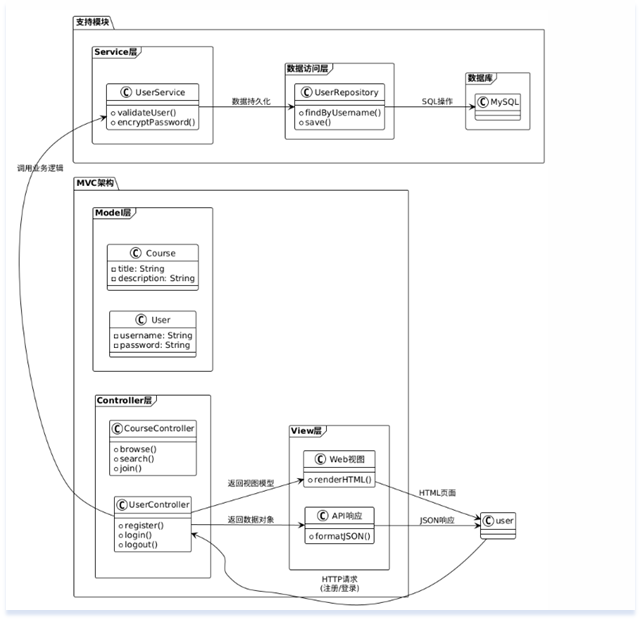 支持模块
Service层
UserService
validateUser()
encryptPassword()
数据持久化
数据访问层
UserRepository
findByUsername()
save()
SQL操作
数据库
MySQL
调用业务逻辑
MVC架构
Model层
Course
title: String
description: String
User
username: String
password: String
Controller层
CourseController
browse()
search()
join()
UserController
register()
login()
logout()
返回视图模型
返回数据对象
View层
Web视图
renderHTML()
API响应
formatJSON()
HTML页面
JSON响应
user
HTTP请求
(注册/登录)